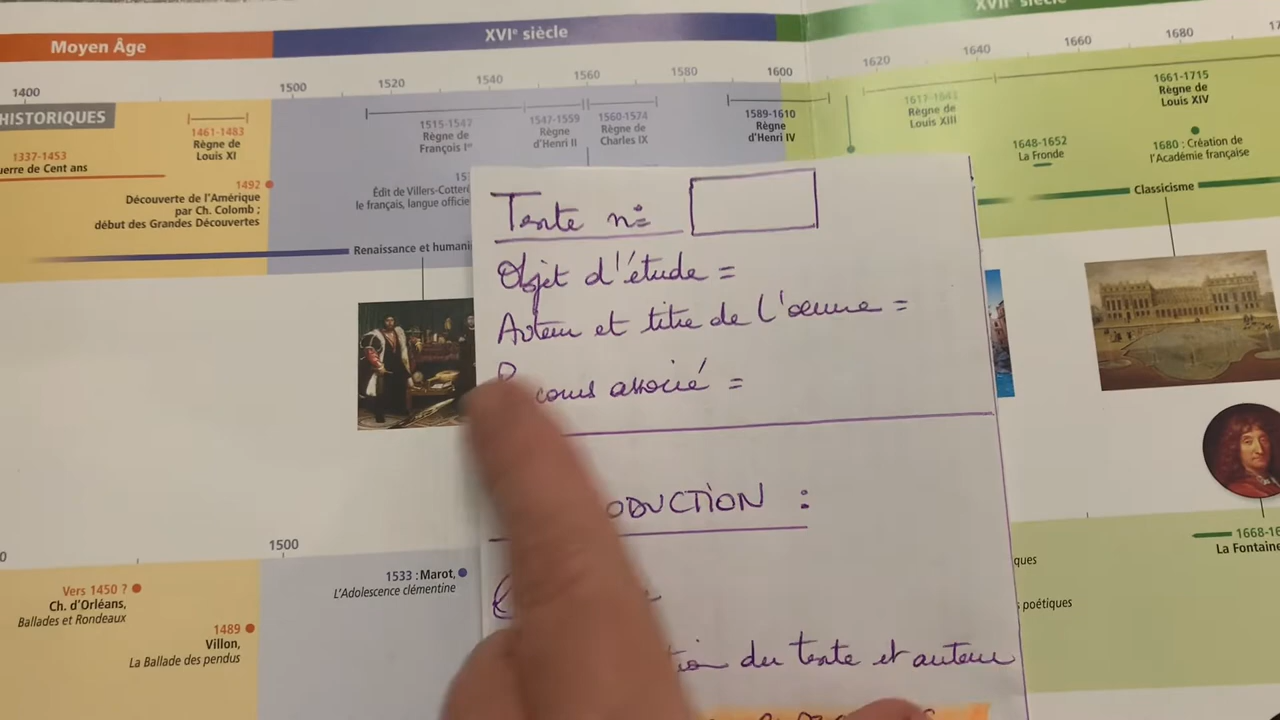 Moyen Âge
XVIe siècle
XVIIe siècle
1400
1500
1520
1540
1560
1580
1600
1620
1640
1660
1680
HISTORIQUES
1337-1453
uerre de Cent ans
1461-1483
Règne de
Louis XI
1492
Découverte de l'Amérique
par Ch. Colomb ;
début des Grandes Découvertes
1515-1547
Règne de
François Ier
1547-1559
Règne
d'Henri II
1560-1574
Règne de
Charles IX
1589-1610
Règne
d'Henri IV
Règne de
Louis XIII
1648-1652
La Fronde
1661-1715
Règne de
Louis XIV
1680 : Création de
l'Académie française
Classicisme
Édit de Villers-Cotter
le français, langue officie
Renaissance et humani
Texte n°
Objet d'étude =
Auteur et titre de l'œuvre =
cours associé =
ODUCTION :
tion du texte et auteur
1500
Vers 1450 ?
Ch. d'Orléans,
Ballades et Rondeaux
1489
Villon,
La Ballade des pendus
1533 : Marot,
L'Adolescence clémentine
ques
poétiques
1668-16
La Fontaine